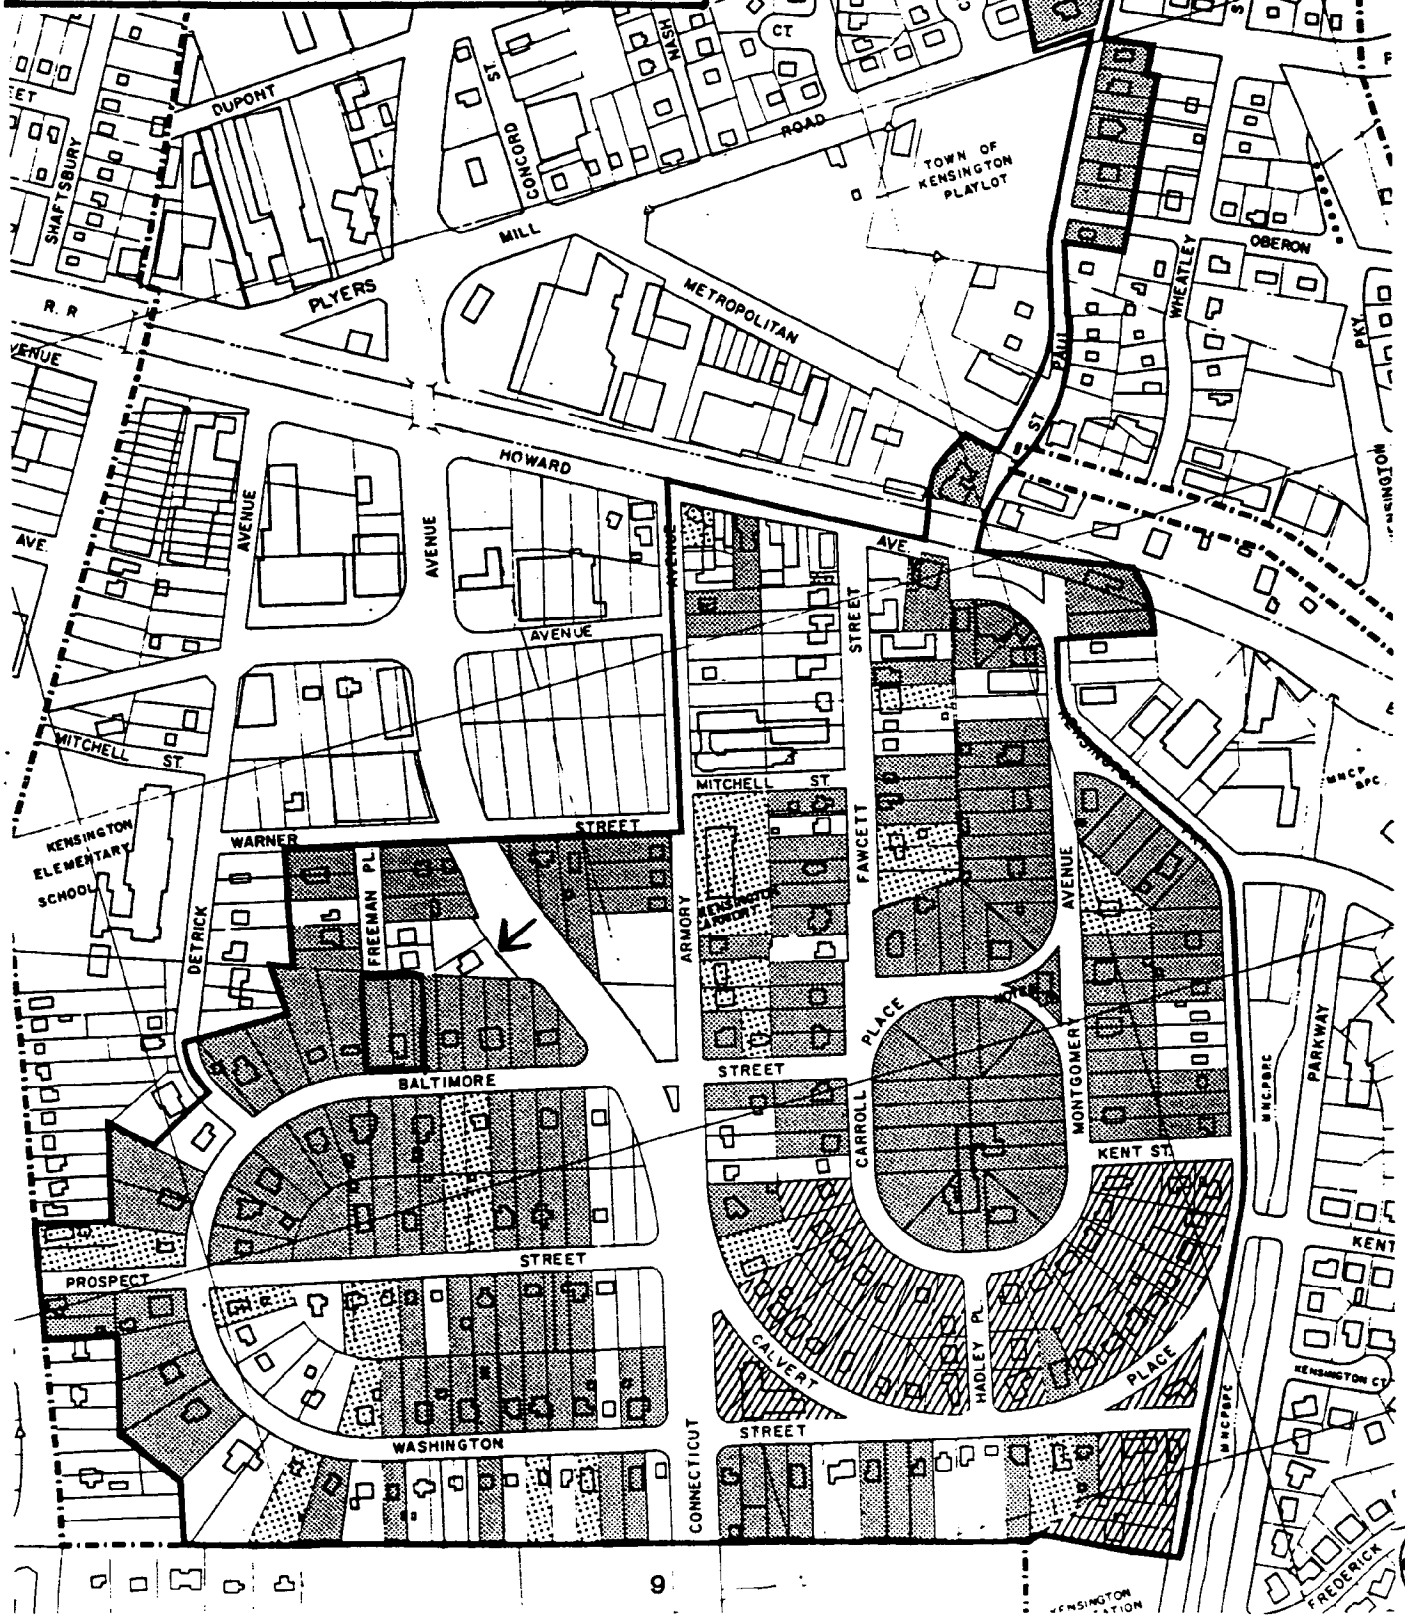 CT
NASH
ST.
DUPONT
CONCORD
ROAD
SHAFTSBURY
TOWN OF
KENSINGTON
PLAYLOT
MILL
PLYERS
METROPOLITAN
OBERON
WHEATLEY
R. R
PKY.
PAUL
ST.
HOWARD
AVENUE
AVENUE
AVENUE
AVE.
AVE.
STREET
AVENUE
KENSINGTON
MITCHELL ST.
MITCHELL ST.
KENSINGTON
ELEMENTARY
SCHOOL
WARNER
STREET
FREEMAN PL.
DETRICK
ARMORY
FAWCETT
AVENUE
PLACE
CARROLL
MONTGOMERY
PARKWAY
BALTIMORE
STREET
KENT ST.
M.N.C.P.B.P.C
KENT
PROSPECT
STREET
CALVERT
HADLEY PL.
PLACE
KENSINGTON CT
M.N.C.P.B.P.C
WASHINGTON
STREET
CONNECTICUT
FREDERICK
9